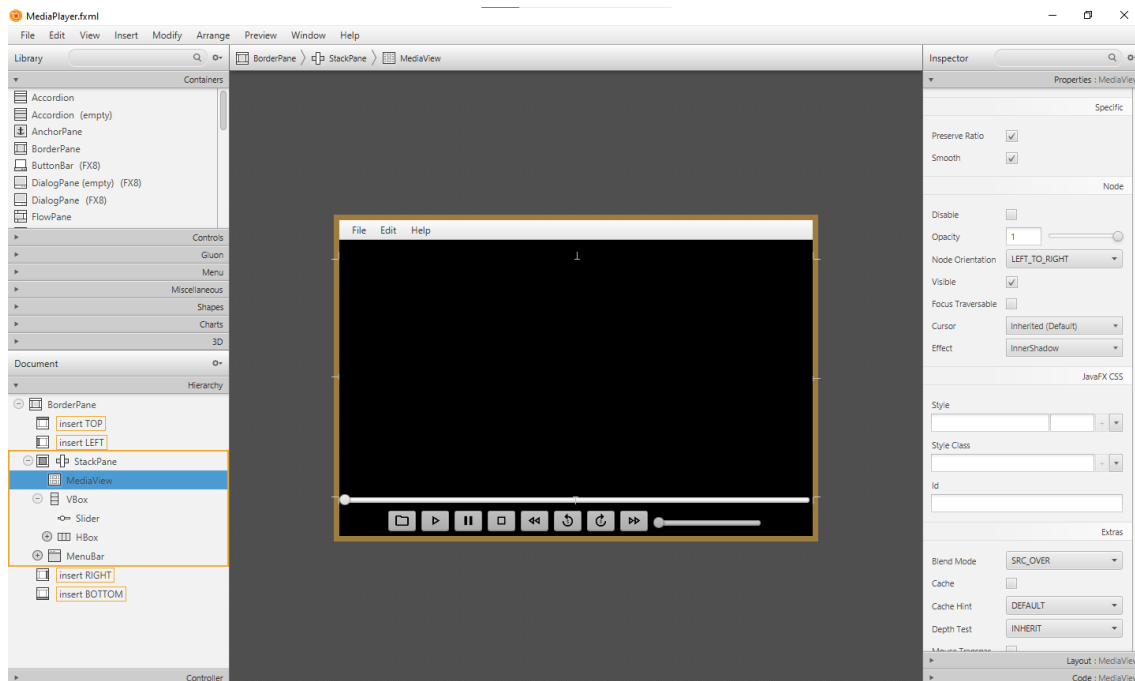 MediaPlayer.fxml
File Edit View Insert Modify Arrange Preview Window Help
Library
BorderPane StackPane MediaView
Containers
Accordion
Accordion (empty)
AnchorPane
BorderPane
ButtonBar (FX8)
DialogPane (empty) (FX8)
DialogPane (FX8)
FlowPane
Controls
Gluon
Menu
Miscellaneous
Shapes
Charts
3D
Document
Hierarchy
BorderPane
insert TOP
insert LEFT
StackPane
MediaView
VBox
Slider
HBox
MenuBar
insert RIGHT
insert BOTTOM
Controller
File Edit Help
5
Inspector
Properties : MediaView
Specific
Preserve Ratio
Smooth
Node
Disable
Opacity 1
Node Orientation LEFT_TO_RIGHT
Visible
Focus Traversable
Cursor Inherited (Default)
Effect InnerShadow
JavaFX CSS
Style
Style Class
Id
Extras
Blend Mode SRC_OVER
Cache
Cache Hint DEFAULT
Depth Test INHERIT
Mouse Transpar
Layout : MediaView
Code : MediaView